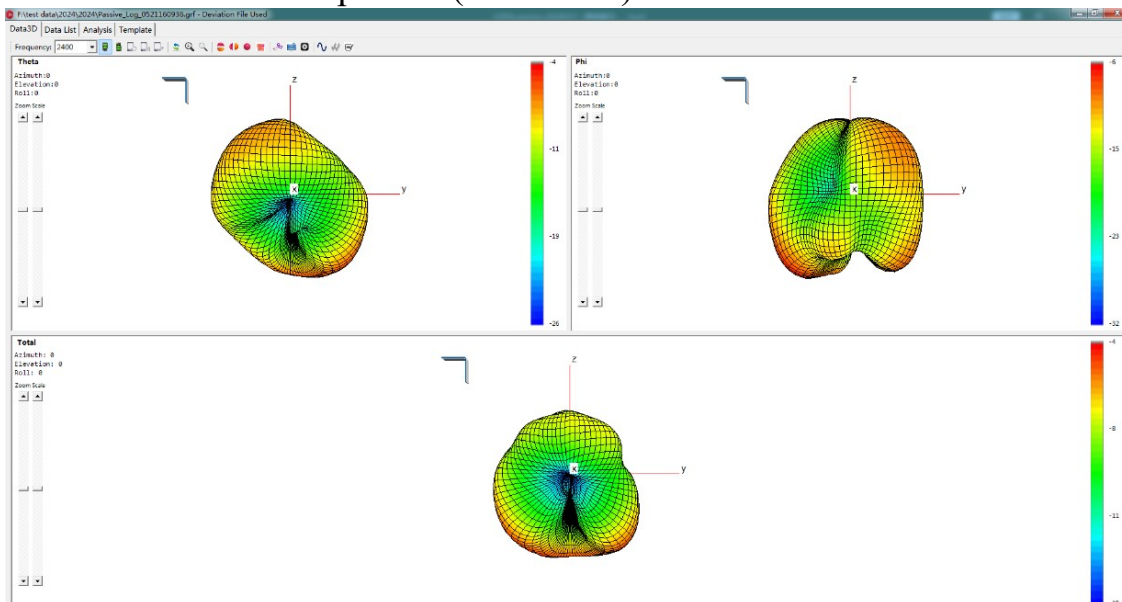 F:\test data\2024\2024\Passive_Log_0521160936.grf - Deviation File Used
Data3D Data List Analysis Template
Frequency: 2400
Theta
Azimuth:0
Elevation:0
Roll:0
Zoom Scale
z
x
y
-4
-11
-19
-26
Phi
Azimuth:0
Elevation:0
Roll:0
Zoom Scale
z
x
y
-6
-15
-23
-32
Total
Azimuth: 0
Elevation: 0
Roll: 0
Zoom Scale
z
x
y
-4
-8
-11